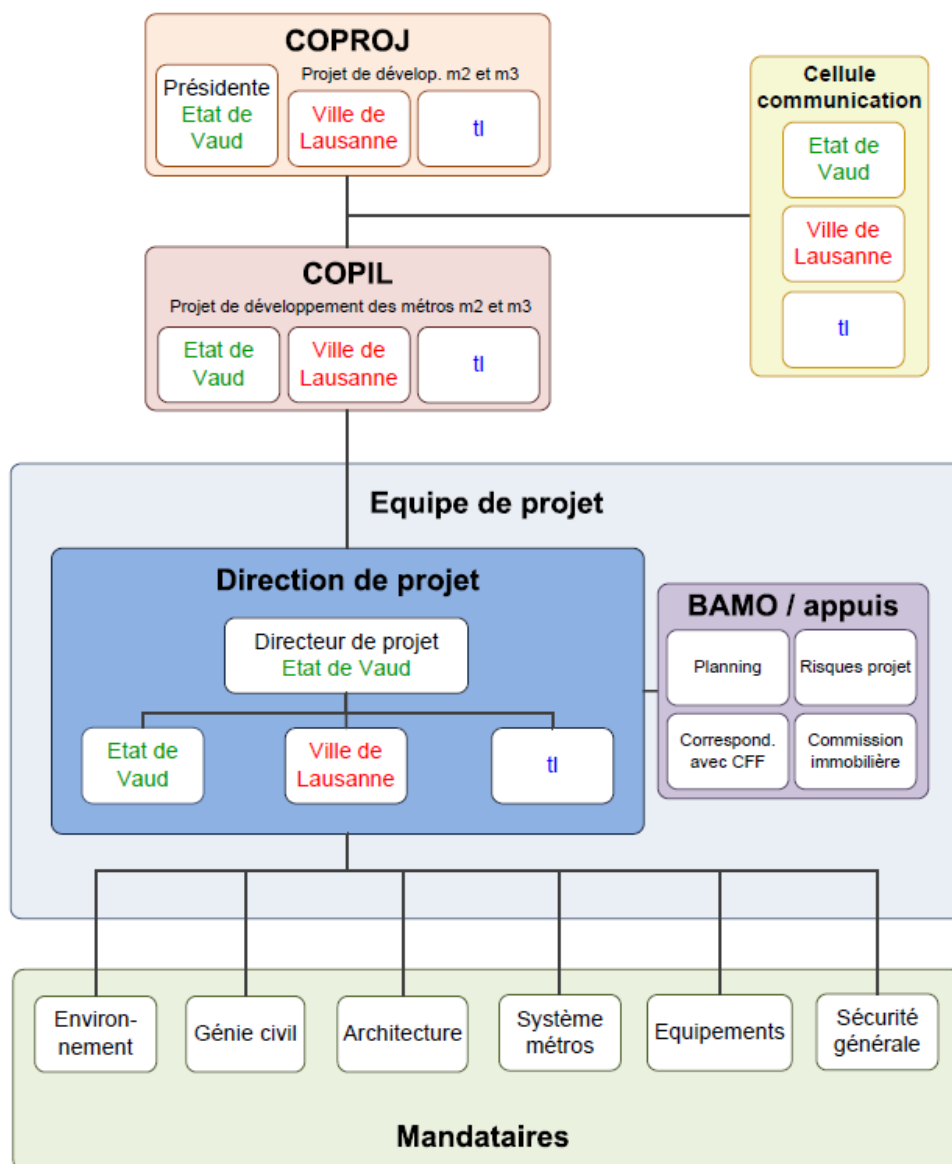 COPROJ
Projet de dévelop. m2 et m3
Présidente
Etat de
Vaud
Ville de
Lausanne
tl
Cellule
communication
Etat de
Vaud
Ville de
Lausanne
tl
COPIL
Projet de développement des métros m2 et m3
Etat de
Vaud
Ville de
Lausanne
tl
Equipe de projet
Direction de projet
Directeur de projet
Etat de Vaud
Etat de
Vaud
Ville de
Lausanne
tl
BAMO / appuis
Planning
Risques projet
Correspond.
avec CFF
Commission
immobilière
Environ-
nement
Génie civil
Architecture
Système
métros
Equipements
Sécurité
générale
Mandataires